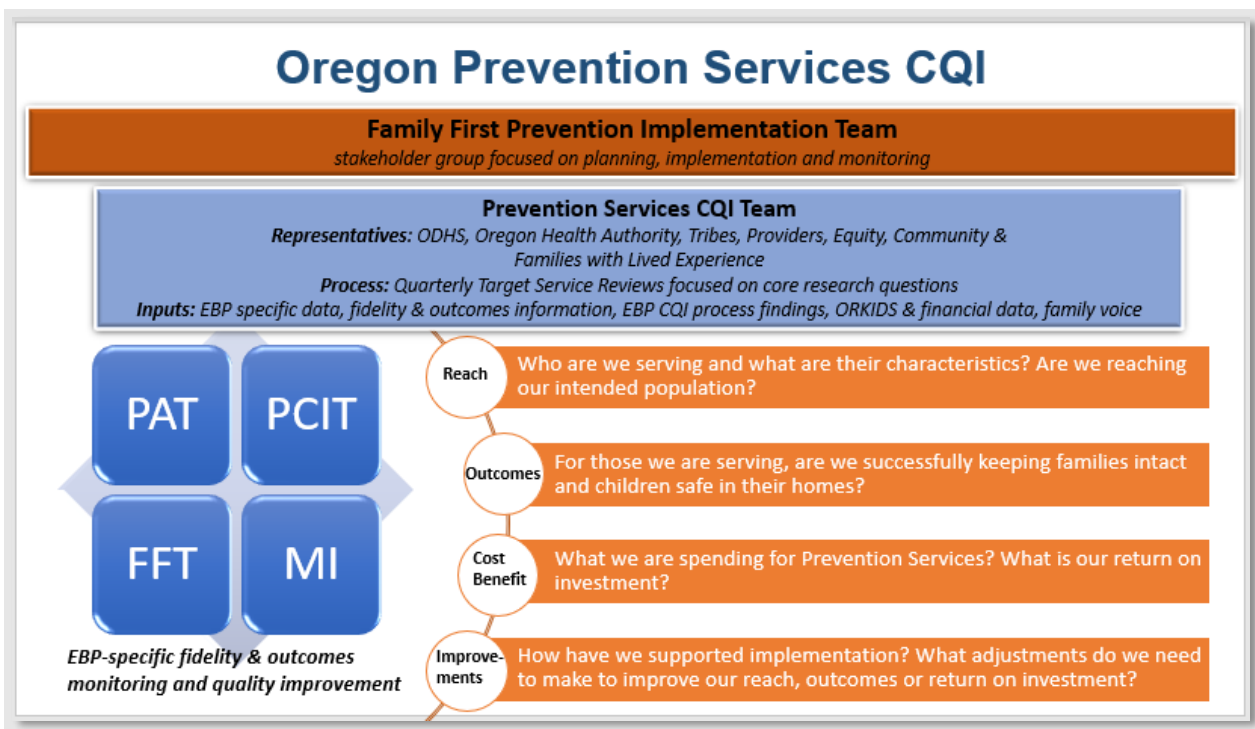 Oregon Prevention Services CQI
Family First Prevention Implementation Team
stakeholder group focused on planning, implementation and monitoring
Prevention Services CQI Team
Representatives: ODHS, Oregon Health Authority, Tribes, Providers, Equity, Community &
Families with Lived Experience
Process: Quarterly Target Service Reviews focused on core research questions
Inputs: EBP specific data, fidelity & outcomes information, EBP CQI process findings, ORKIDS & financial data, family voice
PAT
PCIT
FFT
MI
EBP-specific fidelity & outcomes
monitoring and quality improvement
Reach
Who are we serving and what are their characteristics? Are we reaching
our intended population?
Outcomes
For those we are serving, are we successfully keeping families intact
and children safe in their homes?
Cost
Benefit
What we are spending for Prevention Services? What is our return on
investment?
Improve-
ments
How have we supported implementation? What adjustments do we need
to make to improve our reach, outcomes or return on investment?